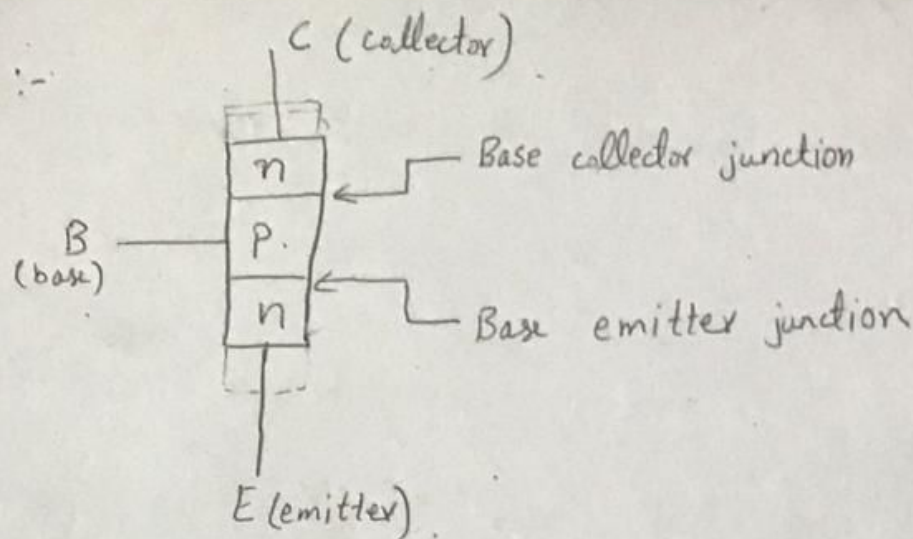 C (collector)
:-
n
Base collector junction
B
(base)
p.
n
Base emitter junction
E (emitter)